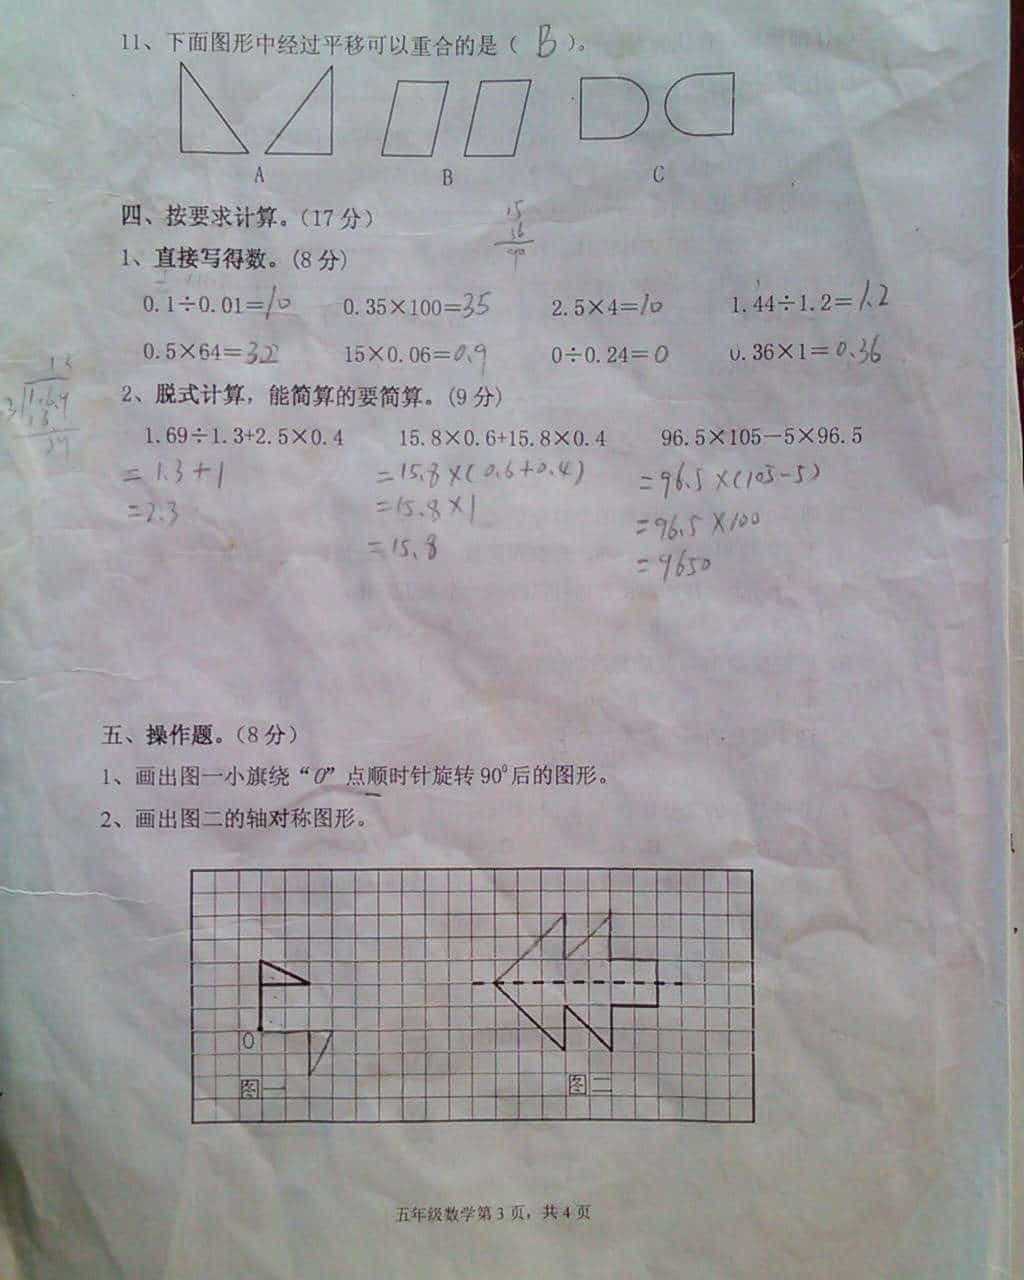 11、下面图形中经过平移可以重合的是（ B ）。
A B C
四、按要求计算。（17分）
15
36
90
1、直接写得数。（8分）
0.1÷0.01=10 0.35×100=35 2.5×4=10 1.44÷1.2=1.2
0.5×64=32 15×0.06=0.9 0÷0.24=0 0.36×1=0.36
2、脱式计算，能简算的要简算。（9分）
1.69÷1.3+2.5×0.4 15.8×0.6+15.8×0.4 96.5×105－5×96.5
=1.3+1 =15.8×(0.6+0.4) =96.5×(105-5)
=2.3 =15.8×1 =96.5×100
=15.8 =9650
五、操作题。（8分）
1、画出图一小旗绕“O”点顺时针旋转90⁰后的图形。
2、画出图二的轴对称图形。
O
图一 图二
五年级数学第3页，共4页